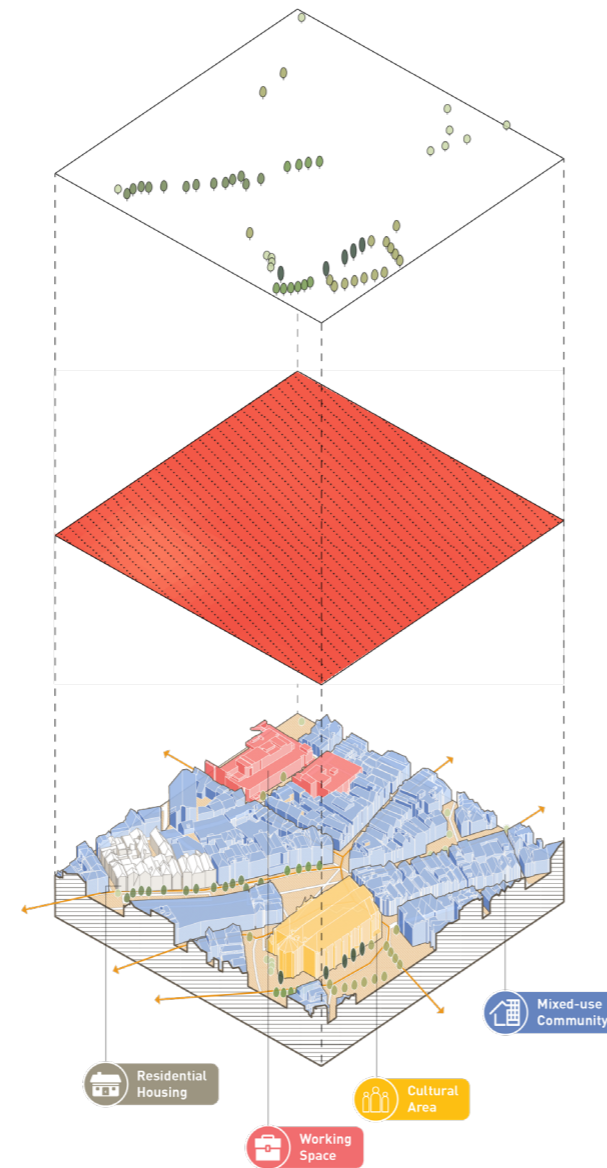 Mixed-use
Community
Residential
Housing
Cultural
Area
Working
Space